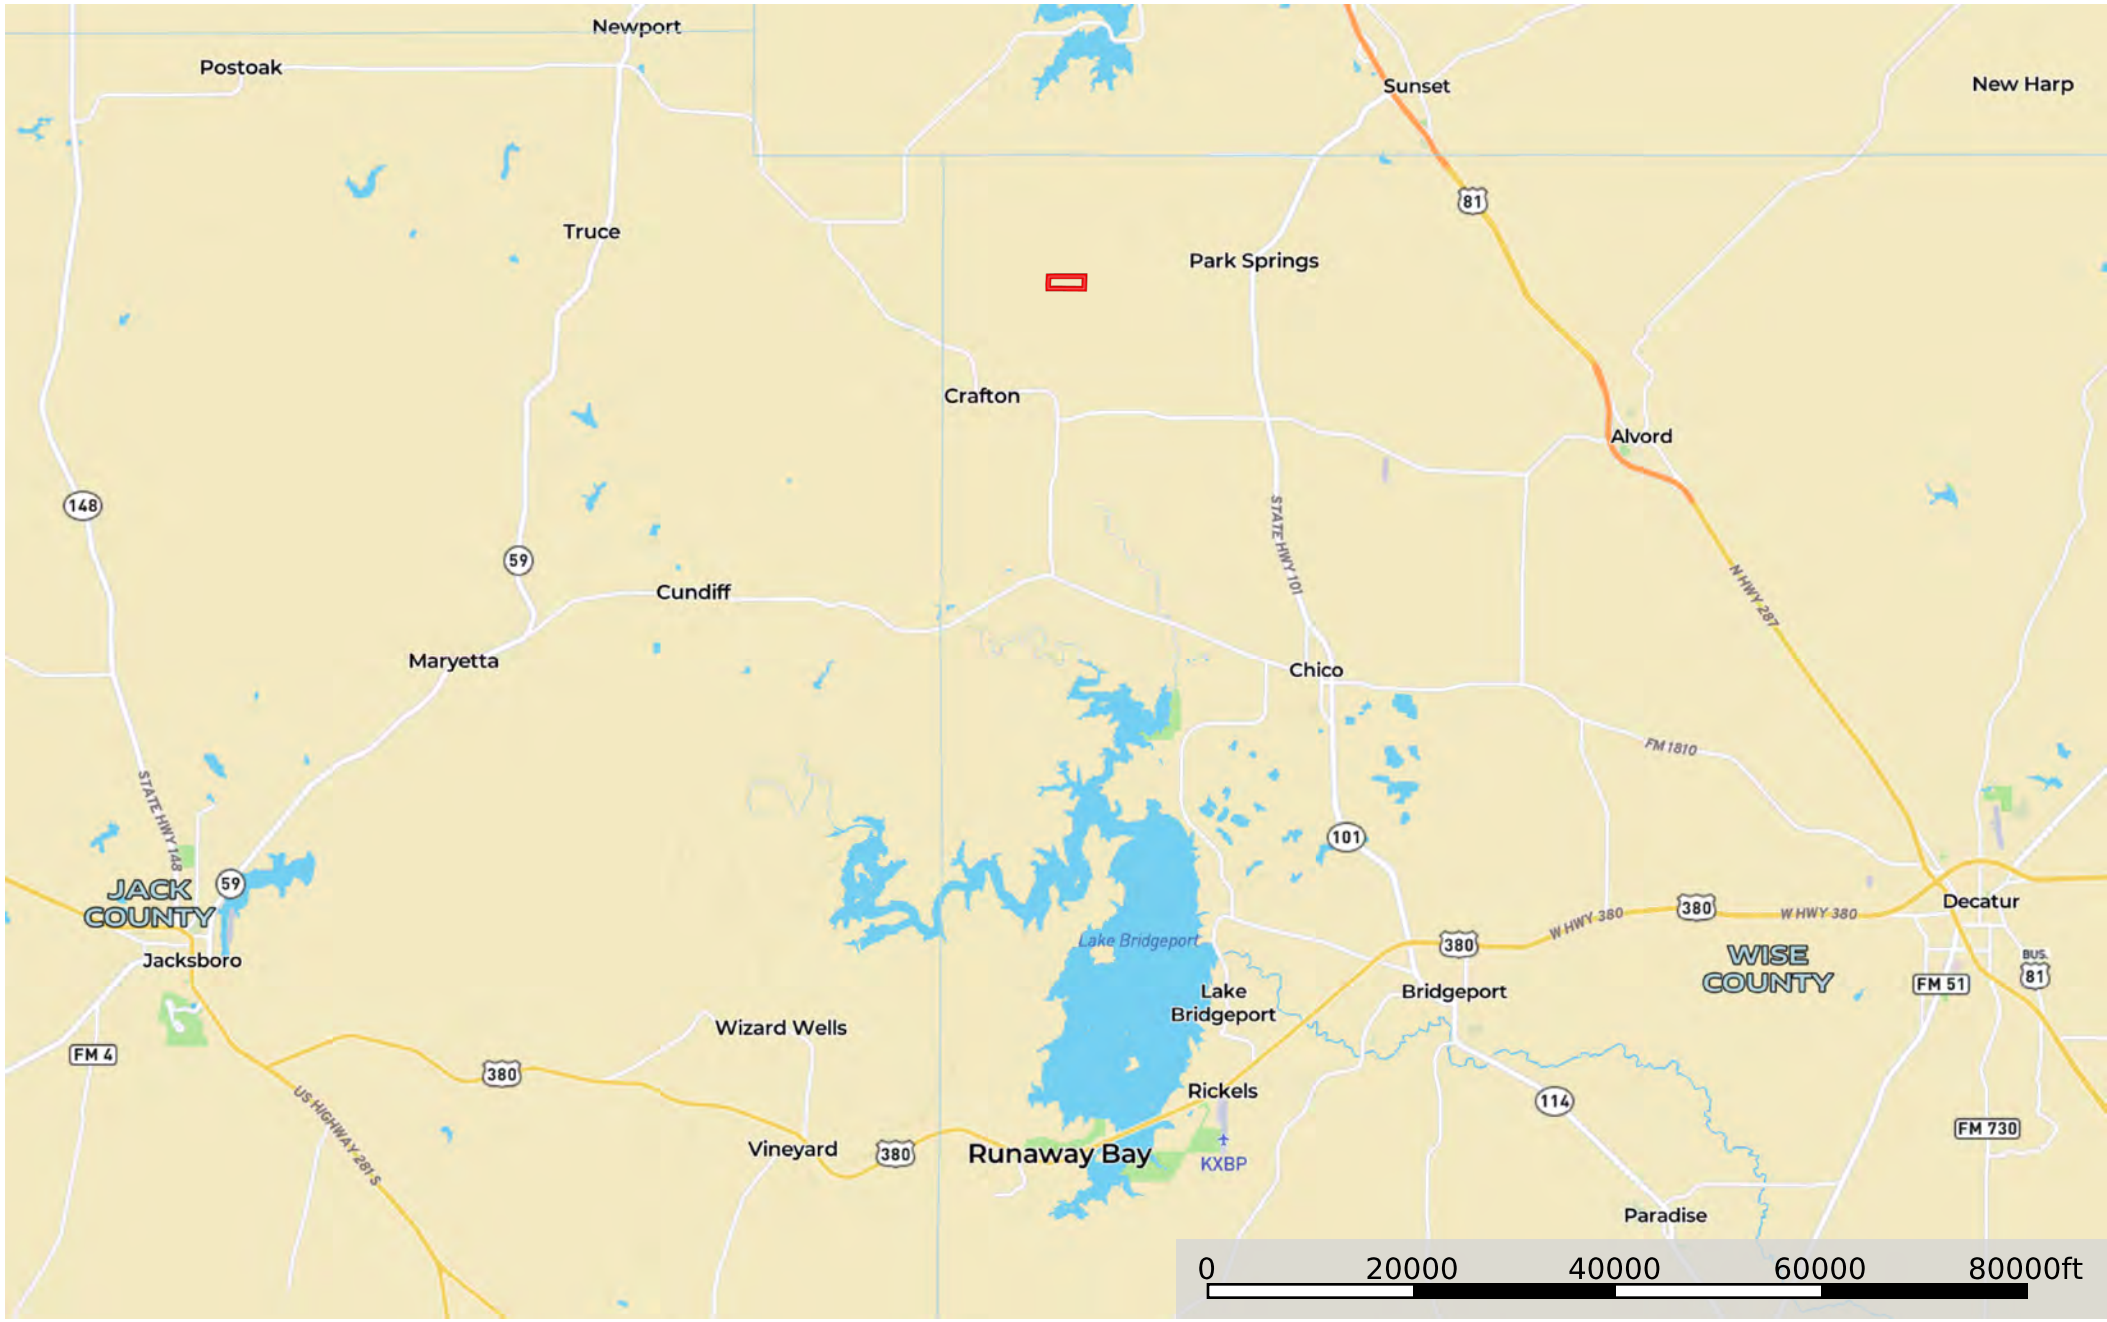 Newport
Postoak
Sunset
New Harp
81
Truce
Park Springs
Crafton
Alvord
148
STATE HWY 101
59
N HWY 287
Cundiff
Maryetta
Chico
FM 1810
STATE HWY 148
101
JACK
COUNTY
59
Decatur
380
W HWY 380
W HWY 380
Lake Bridgeport
380
WISE
COUNTY
BUS.
81
Jacksboro
FM 51
Lake
Bridgeport
Bridgeport
Wizard Wells
FM 4
380
Rickels
114
US HIGHWAY 281 S
FM 730
Vineyard
380
Runaway Bay
KXBP
Paradise
0 20000 40000 60000 80000ft